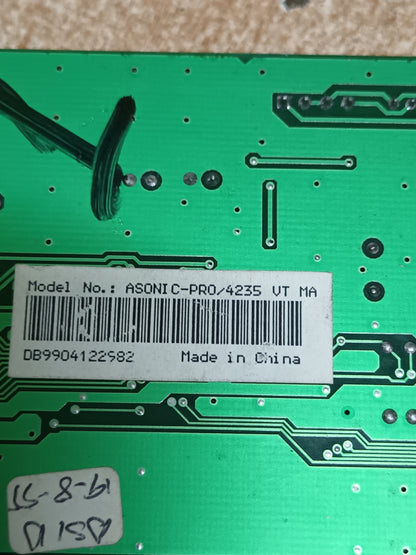 Model No.: ASONIC-PRO/4235 VT MA
DB9904122982
Made in China